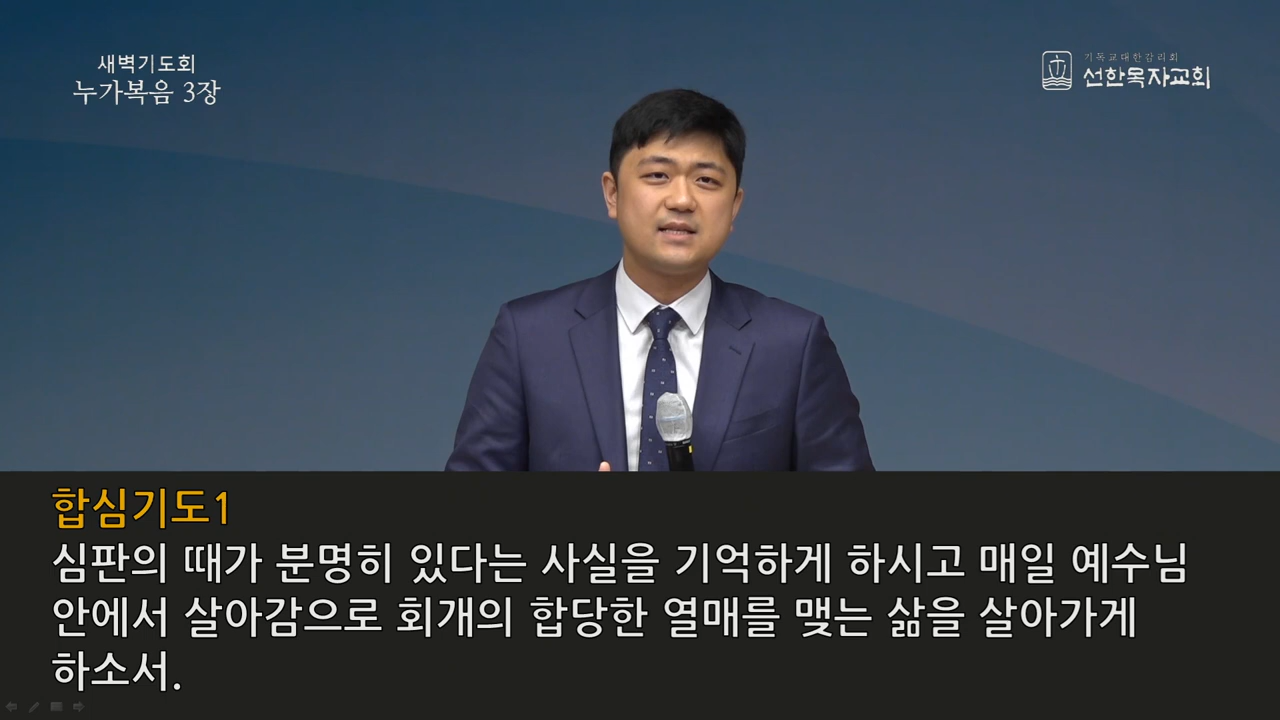 새벽기도회
누가복음 3장
기독교대한감리회
선한목자교회
합심기도1
심판의 때가 분명히 있다는 사실을 기억하게 하시고 매일 예수님
안에서 살아감으로 회개의 합당한 열매를 맺는 삶을 살아가게
하소서.